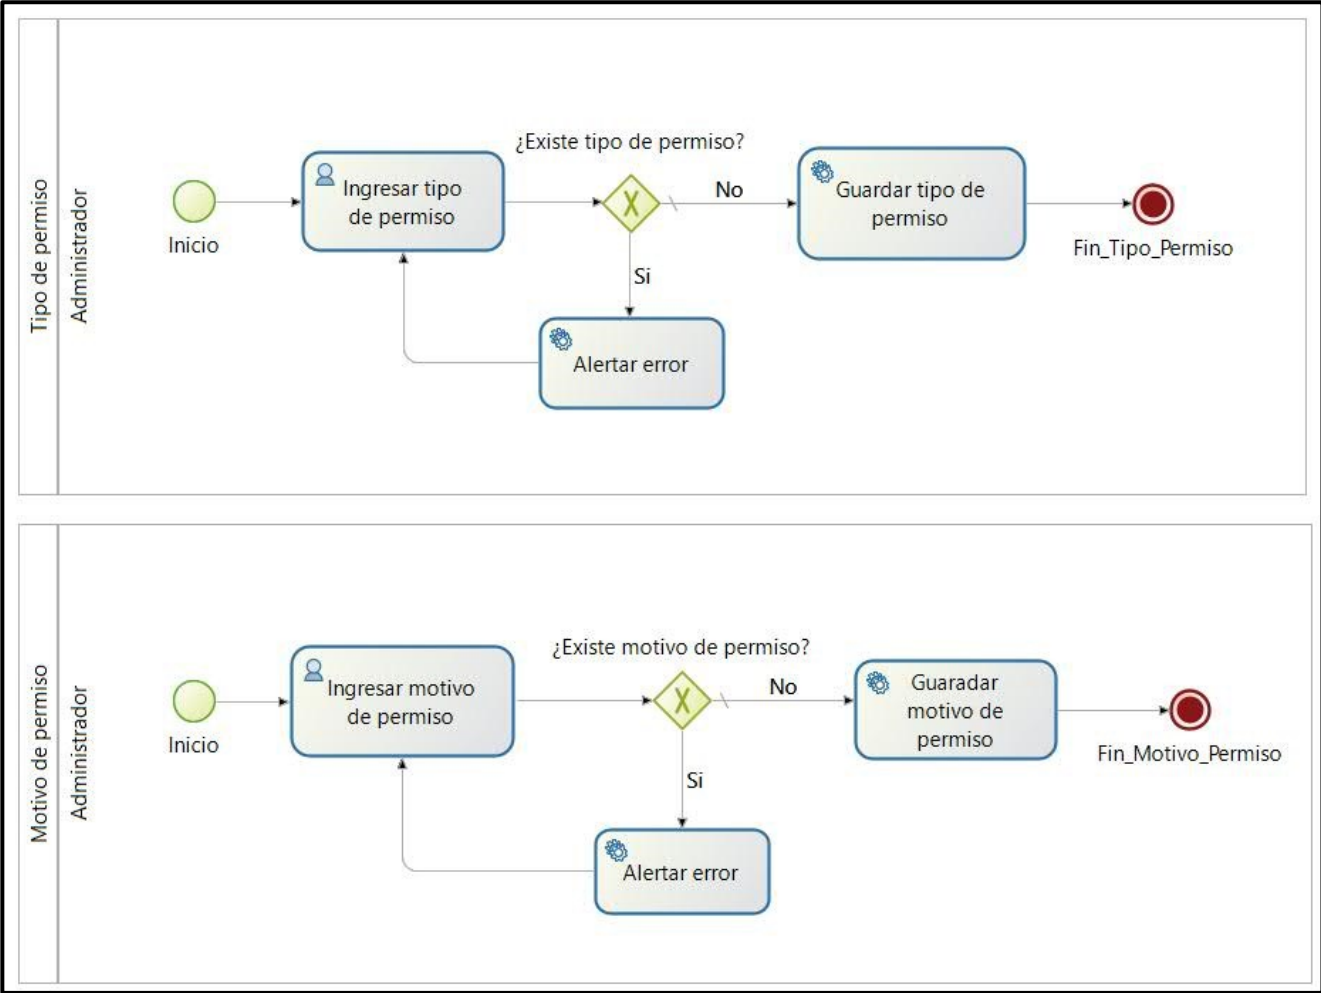 Tipo de permiso
Administrador
Inicio
Ingresar tipo
de permiso
¿Existe tipo de permiso?
No
Si
Alertar error
Guardar tipo de
permiso
Fin_Tipo_Permiso
Motivo de permiso
Administrador
Inicio
Ingresar motivo
de permiso
¿Existe motivo de permiso?
No
Si
Alertar error
Guaradar
motivo de
permiso
Fin_Motivo_Permiso